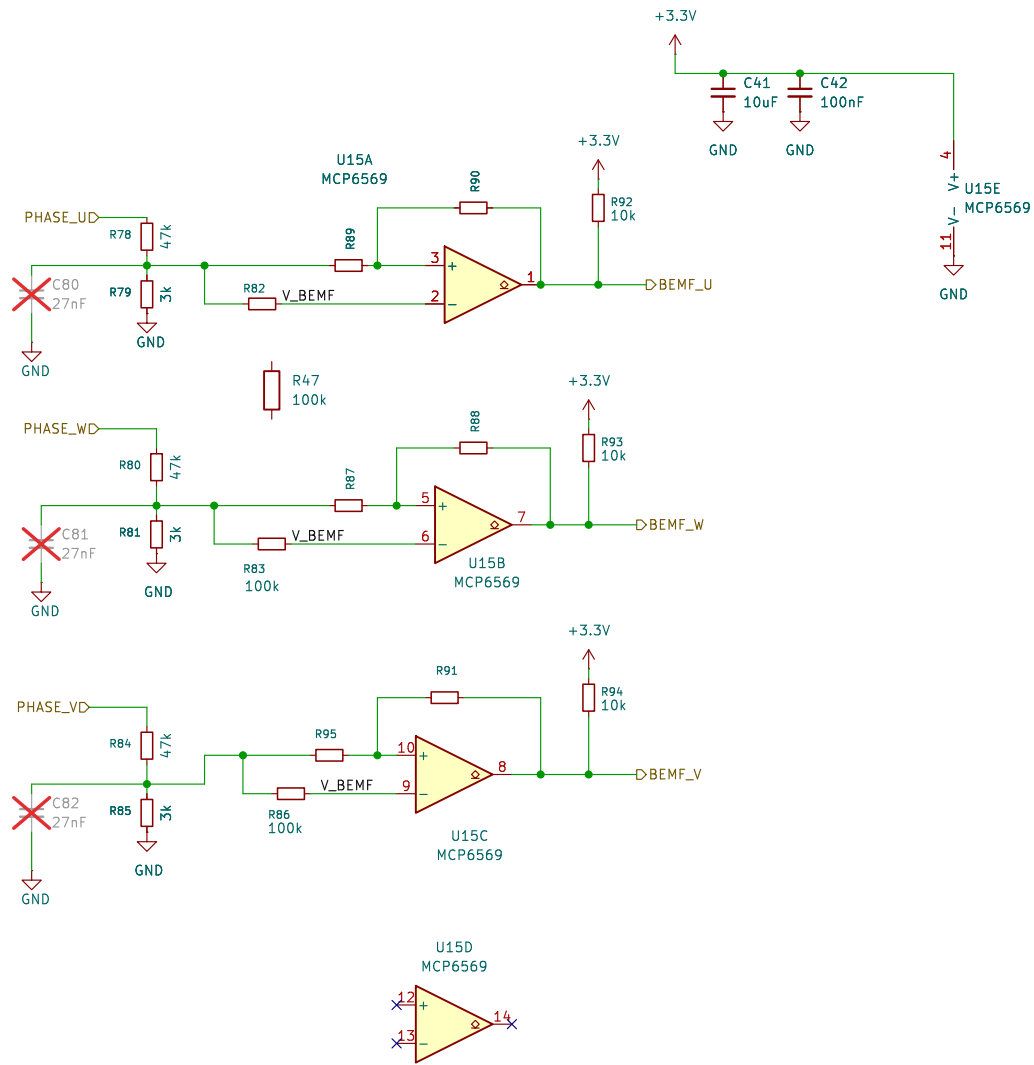 +3.3V
C41
10uF
C42
100nF
GND
GND
4
V+
U15E
MCP6569
V-
11
GND
U15A
MCP6569
R90
+3.3V
R92
10k
PHASE_U
R78
47k
R89
3
+
1
BEMF_U
C80
27nF
R79
3k
R82
V_BEMF
2
-
GND
GND
R47
100k
+3.3V
R93
10k
PHASE_W
R80
47k
R88
R87
5
+
7
BEMF_W
C81
27nF
R81
3k
V_BEMF
6
-
R83
100k
U15B
MCP6569
GND
GND
+3.3V
R94
10k
PHASE_V
R84
47k
R91
R95
10
+
8
BEMF_V
C82
27nF
R85
3k
V_BEMF
9
-
R86
100k
U15C
MCP6569
GND
GND
U15D
MCP6569
12
+
14
13
-